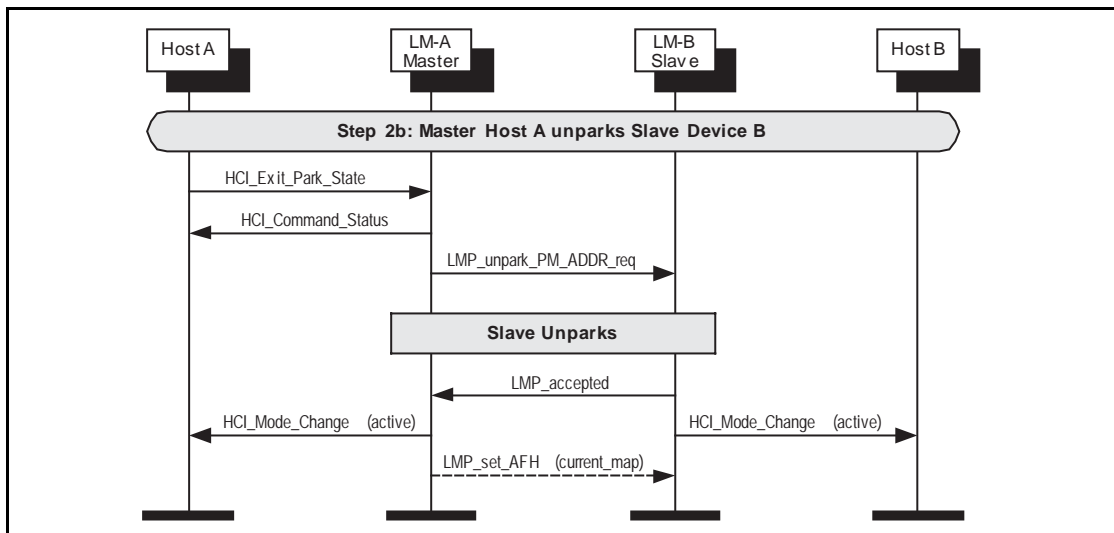 Host A
LM-A
Master
LM-B
Slave
Host B
Step 2b: Master Host A unparks Slave Device B
HCI_Exit_Park_State
HCI_Command_Status
LMP_unpark_PM_ADDR_req
Slave Unparks
LMP_accepted
HCI_Mode_Change (active)
HCI_Mode_Change (active)
LMP_set_AFH (current_map)